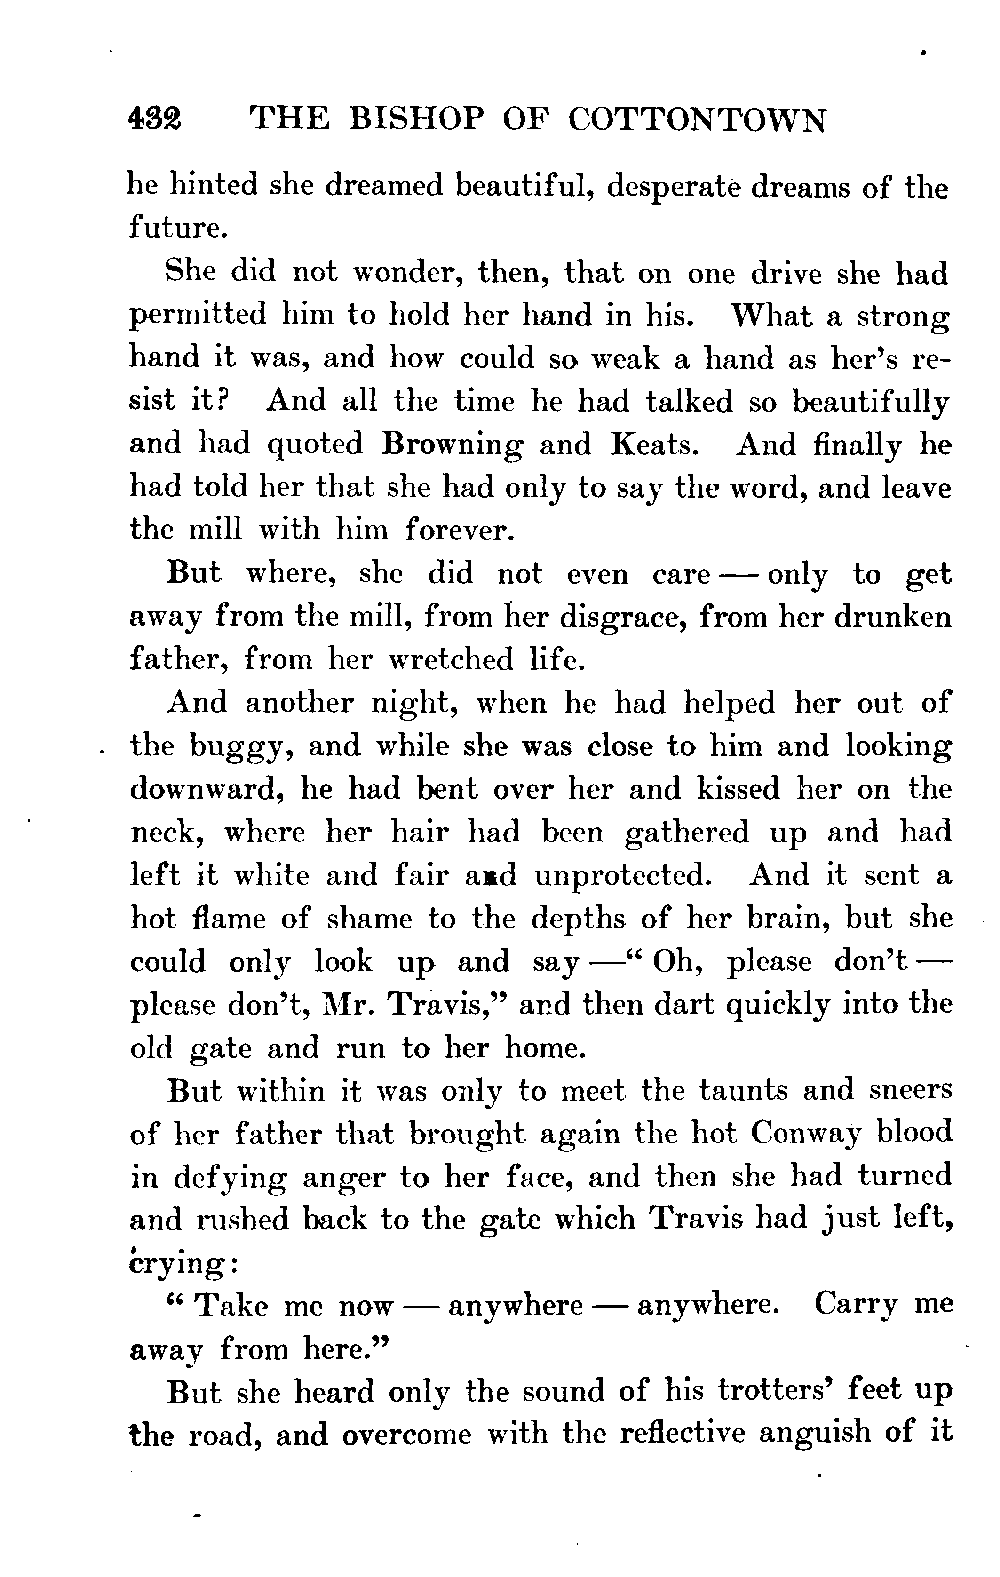 432 THE BISHOP OF COTTONTOWN
he hinted she dreamed beautiful, desperate dreams of the
future.
She did not wonder, then, that on one drive she had
permitted him to hold her hand in his. What a strong
hand it was, and how could so weak a hand as her's re-
sist it? And all the time he had talked so beautifully
and had quoted Browning and Keats. And finally he
had told her that she had only to say the word, and leave
the mill with him forever.
But where, she did not even care — only to get
away from the mill, from her disgrace, from her drunken
father, from her wretched life.
And another night, when he had helped her out of
the buggy, and while she was close to him and looking
downward, he had bent over her and kissed her on the
neck, where her hair had been gathered up and had
left it white and fair and unprotected. And it sent a
hot flame of shame to the depths of her brain, but she
could only look up and say —“ Oh, please don't —
please don't, Mr. Travis,” and then dart quickly into the
old gate and run to her home.
But within it was only to meet the taunts and sneers
of her father that brought again the hot Conway blood
in defying anger to her face, and then she had turned
and rushed back to the gate which Travis had just left,
crying:
“ Take me now — anywhere — anywhere. Carry me
away from here.”
But she heard only the sound of his trotters' feet up
the road, and overcome with the reflective anguish of it